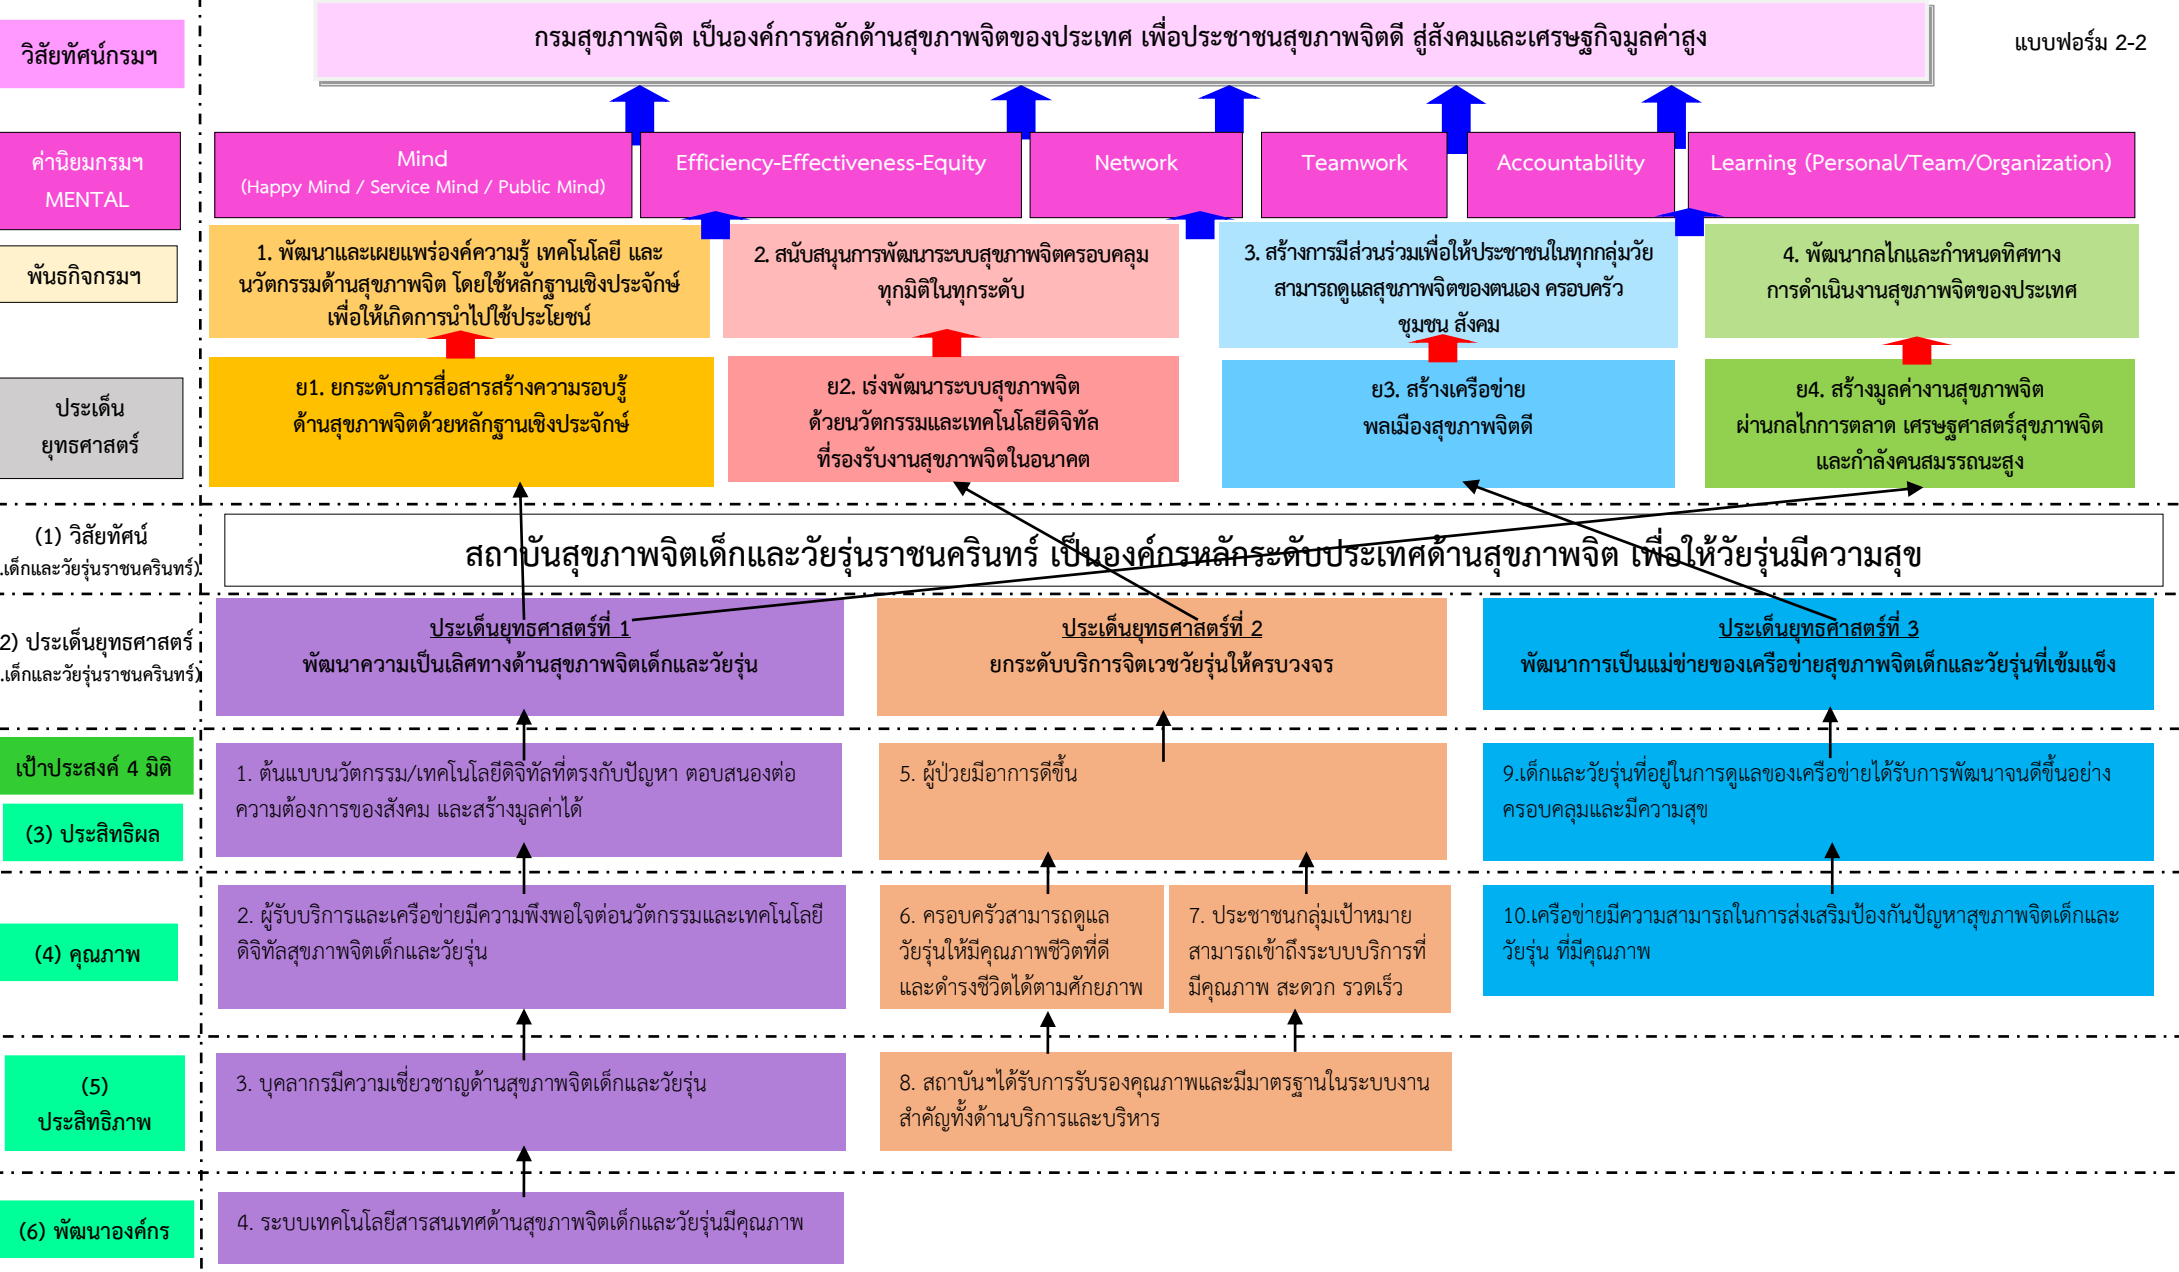 วิสัยทัศน์กรมฯ
กรมสุขภาพจิต เป็นองค์การหลักด้านสุขภาพจิตของประเทศ เพื่อประชาชนสุขภาพจิตดี สู่สังคมและเศรษฐกิจมูลค่าสูง
แบบฟอร์ม 2-2
ค่านิยมกรมฯ
MENTAL
Mind
(Happy Mind / Service Mind / Public Mind)
Efficiency-Effectiveness-Equity
Network
Teamwork
Accountability
Learning (Personal/Team/Organization)
พันธกิจกรมฯ
1. พัฒนาและเผยแพร่องค์ความรู้ เทคโนโลยี และ
นวัตกรรมด้านสุขภาพจิต โดยใช้หลักฐานเชิงประจักษ์
เพื่อให้เกิดการนำไปใช้ประโยชน์
2. สนับสนุนการพัฒนาระบบสุขภาพจิตครอบคลุม
ทุกมิติในทุกระดับ
3. สร้างการมีส่วนร่วมเพื่อให้ประชาชนในทุกกลุ่มวัย
สามารถดูแลสุขภาพจิตของตนเอง ครอบครัว
ชุมชน สังคม
4. พัฒนากลไกและกำหนดทิศทาง
การดำเนินงานสุขภาพจิตของประเทศ
ประเด็น
ยุทธศาสตร์
ย1. ยกระดับการสื่อสารสร้างความรอบรู้
ด้านสุขภาพจิตด้วยหลักฐานเชิงประจักษ์
ย2. เร่งพัฒนาระบบสุขภาพจิต
ด้วยนวัตกรรมและเทคโนโลยีดิจิทัล
ที่รองรับงานสุขภาพจิตในอนาคต
ย3. สร้างเครือข่าย
พลเมืองสุขภาพจิตดี
ย4. สร้างมูลค่างานสุขภาพจิต
ผ่านกลไกการตลาด เศรษฐศาสตร์สุขภาพจิต
และกำลังคนสมรรถนะสูง
(1) วิสัยทัศน์
.เด็กและวัยรุ่นราชนครินทร์)
สถาบันสุขภาพจิตเด็กและวัยรุ่นราชนครินทร์ เป็นองค์กรหลักระดับประเทศด้านสุขภาพจิต เพื่อให้วัยรุ่นมีความสุข
2) ประเด็นยุทธศาสตร์
.เด็กและวัยรุ่นราชนครินทร์)
ประเด็นยุทธศาสตร์ที่ 1
พัฒนาความเป็นเลิศทางด้านสุขภาพจิตเด็กและวัยรุ่น
ประเด็นยุทธศาสตร์ที่ 2
ยกระดับบริการจิตเวชวัยรุ่นให้ครบวงจร
ประเด็นยุทธศาสตร์ที่ 3
พัฒนาการเป็นแม่ข่ายของเครือข่ายสุขภาพจิตเด็กและวัยรุ่นที่เข้มแข็ง
เป้าประสงค์ 4 มิติ
(3) ประสิทธิผล
1. ต้นแบบนวัตกรรม/เทคโนโลยีดิจิทัลที่ตรงกับปัญหา ตอบสนองต่อ
ความต้องการของสังคม และสร้างมูลค่าได้
5. ผู้ป่วยมีอาการดีขึ้น
9.เด็กและวัยรุ่นที่อยู่ในการดูแลของเครือข่ายได้รับการพัฒนาจนดีขึ้นอย่าง
ครอบคลุมและมีความสุข
(4) คุณภาพ
2. ผู้รับบริการและเครือข่ายมีความพึงพอใจต่อนวัตกรรมและเทคโนโลยี
ดิจิทัลสุขภาพจิตเด็กและวัยรุ่น
6. ครอบครัวสามารถดูแล
วัยรุ่นให้มีคุณภาพชีวิตที่ดี
และดำรงชีวิตได้ตามศักยภาพ
7. ประชาชนกลุ่มเป้าหมาย
สามารถเข้าถึงระบบบริการที่
มีคุณภาพ สะดวก รวดเร็ว
10.เครือข่ายมีความสามารถในการส่งเสริมป้องกันปัญหาสุขภาพจิตเด็กและ
วัยรุ่น ที่มีคุณภาพ
(5)
ประสิทธิภาพ
3. บุคลากรมีความเชี่ยวชาญด้านสุขภาพจิตเด็กและวัยรุ่น
8. สถาบันฯได้รับการรับรองคุณภาพและมีมาตรฐานในระบบงาน
สำคัญทั้งด้านบริการและบริหาร
(6) พัฒนาองค์กร
4. ระบบเทคโนโลยีสารสนเทศด้านสุขภาพจิตเด็กและวัยรุ่นมีคุณภาพ